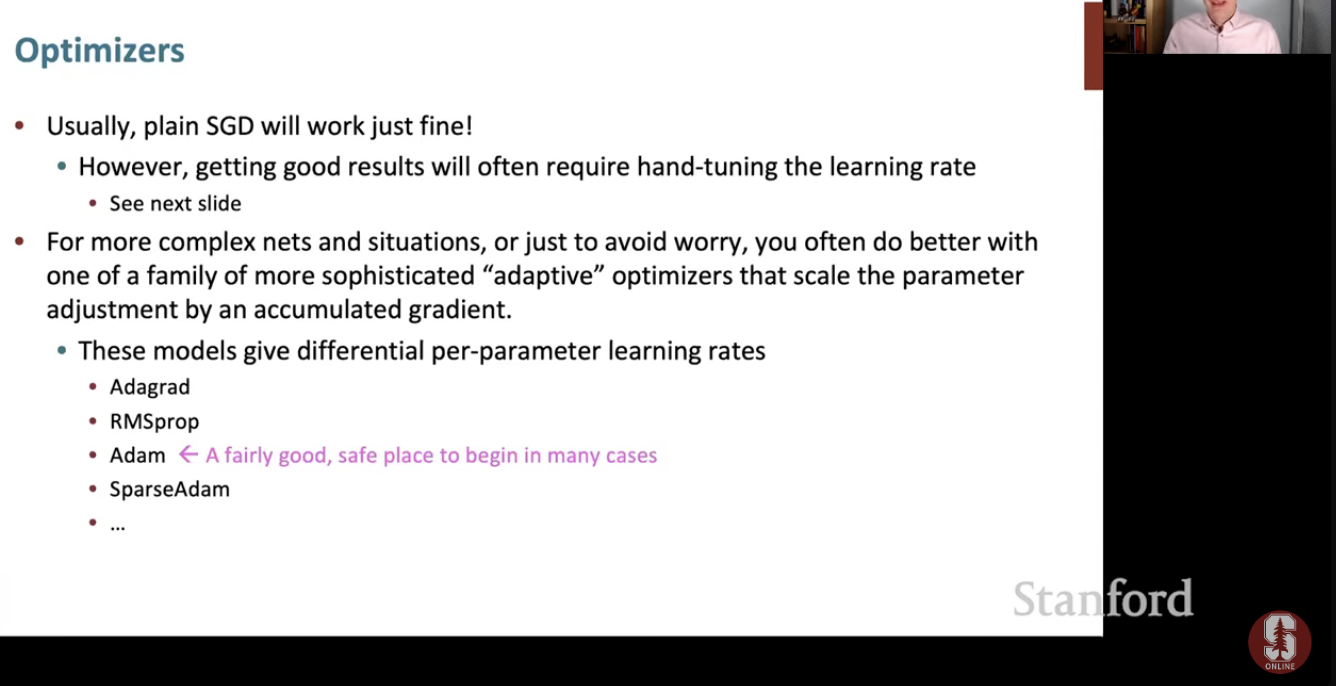 Optimizers
• Usually, plain SGD will work just fine!
• However, getting good results will often require hand-tuning the learning rate
• See next slide
• For more complex nets and situations, or just to avoid worry, you often do better with
one of a family of more sophisticated “adaptive” optimizers that scale the parameter
adjustment by an accumulated gradient.
• These models give differential per-parameter learning rates
• Adagrad
• RMSprop
• Adam ← A fairly good, safe place to begin in many cases
• SparseAdam
• ...
Stanford
S
ONLINE